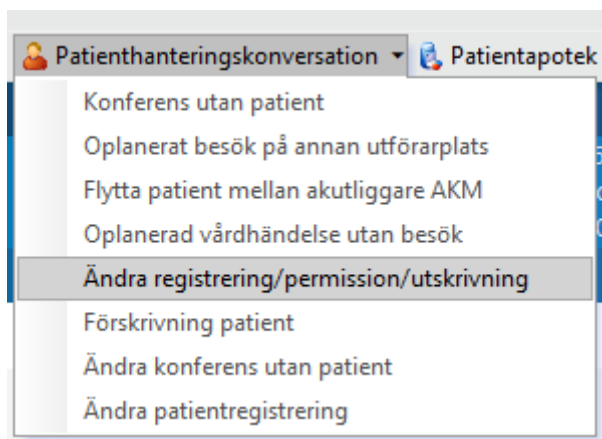 Patienthanteringskonversation Patientapotek
Konferens utan patient
Oplanerat besök på annan utförarplats
Flytta patient mellan akutliggare AKM
Oplanerad vårdhändelse utan besök
Ändra registrering/permission/utskrivning
Förskrivning patient
Ändra konferens utan patient
Ändra patientregistrering